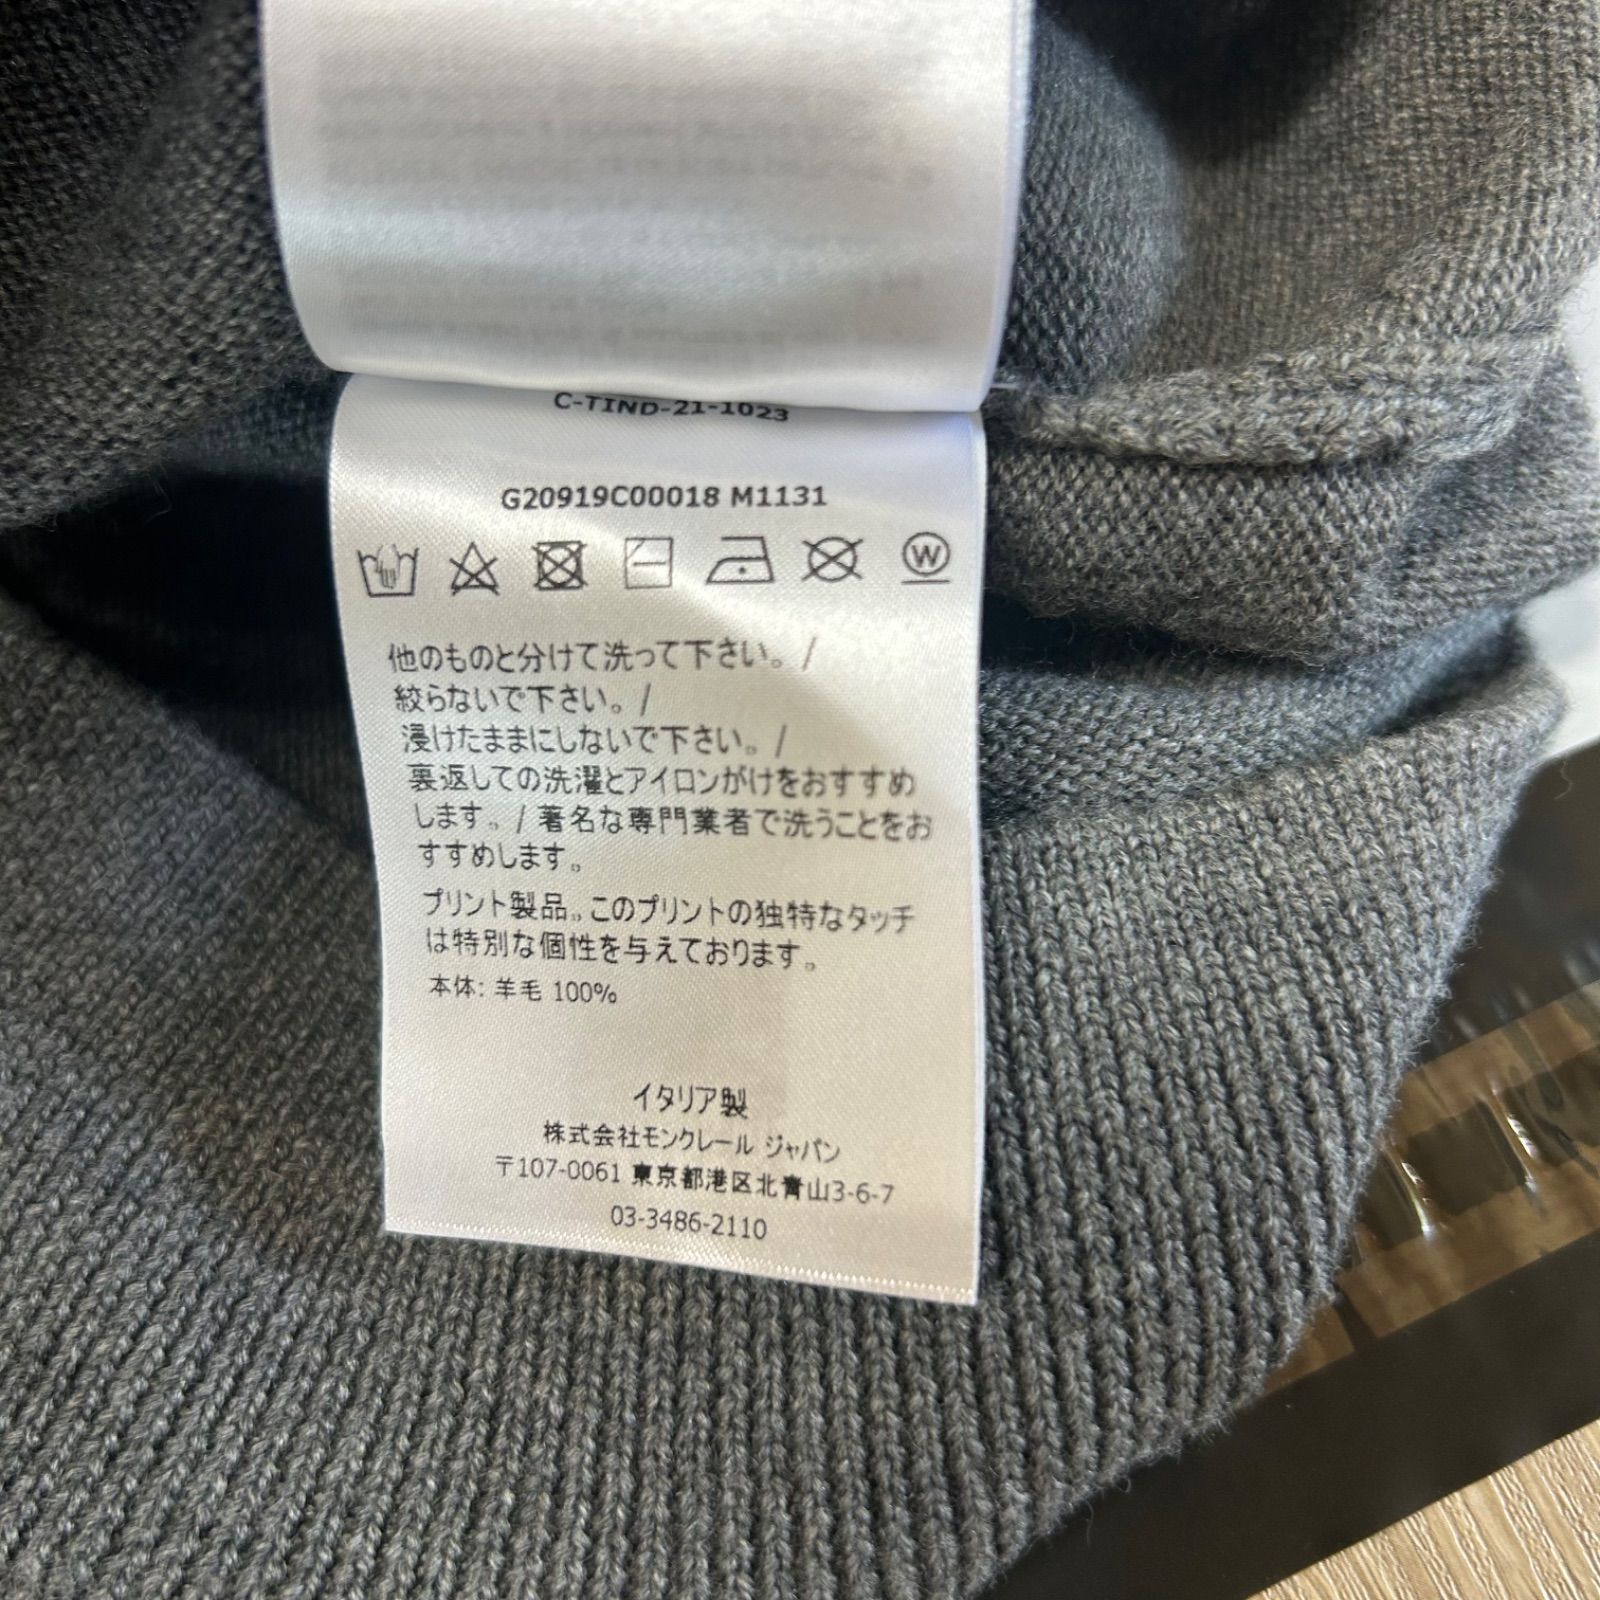 C-TIND-21-1023
G20919C00018 M1131
W
他のものと分けて洗って下さい。/
絞らないで下さい。/
浸けたままにしないで下さい。/
裏返しての洗濯とアイロンがけをおすすめ
します。/ 著名な専門業者で洗うことをお
すすめします。
プリント製品。このプリントの独特なタッチ
は特別な個性を与えております。
本体: 羊毛 100%
イタリア製
株式会社モンクレール ジャパン
〒107-0061 東京都港区北青山3-6-7
03-3486-2110